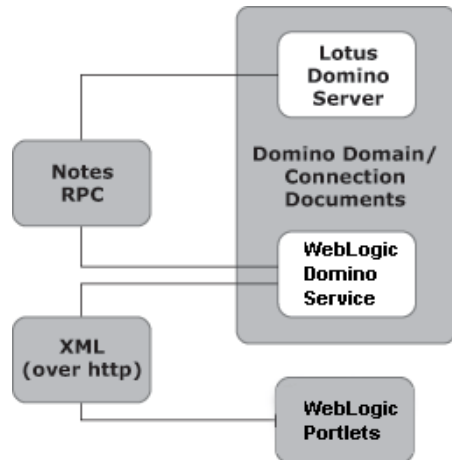 Lotus
Domino
Server
Notes
RPC
Domino Domain/
Connection
Documents
WebLogic
Domino
Service
XML
(over http)
WebLogic
Portlets